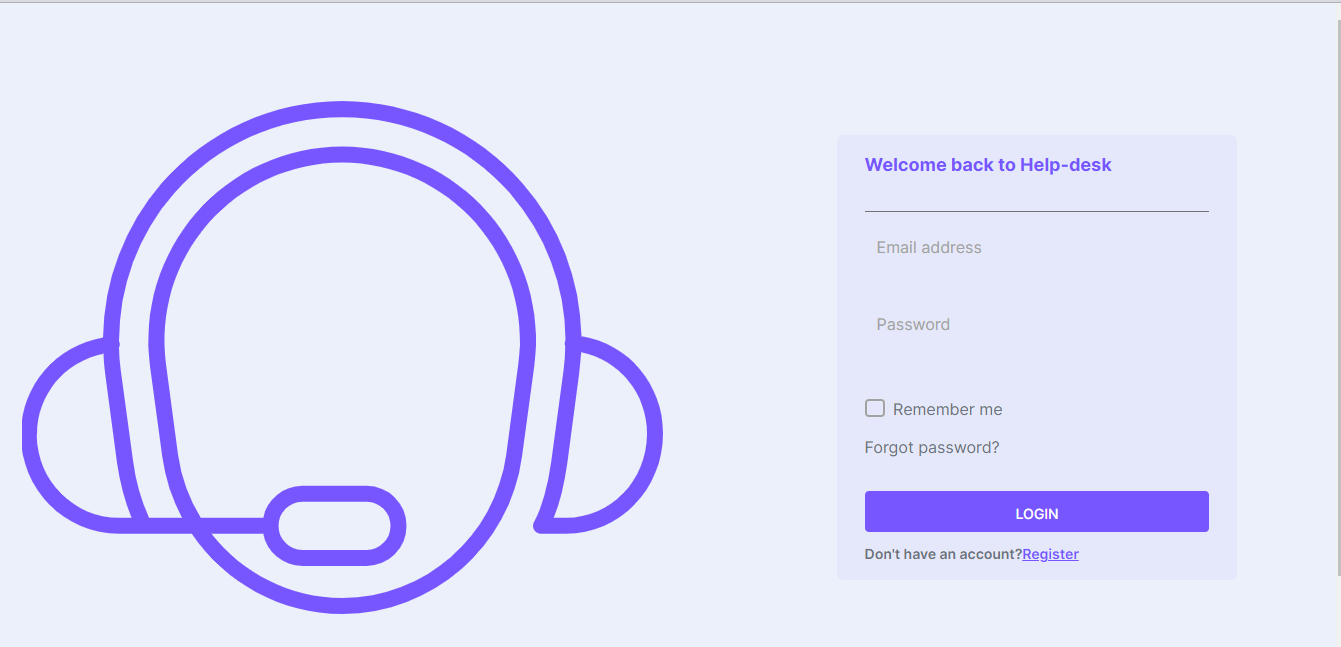 Welcome back to Help-desk
Email address
Password
Remember me
Forgot password?
LOGIN
Don't have an account?Register